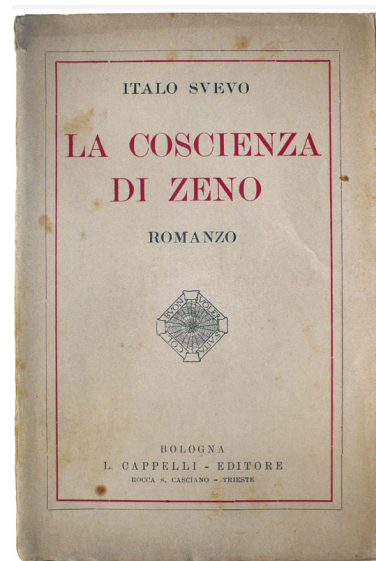 ITALO SVEVO
LA COSCIENZA
DI ZENO
ROMANZO
BOLOGNA
L. CAPPELLI - EDITORE
ROCCA S. CASCIANO - TRIESTE